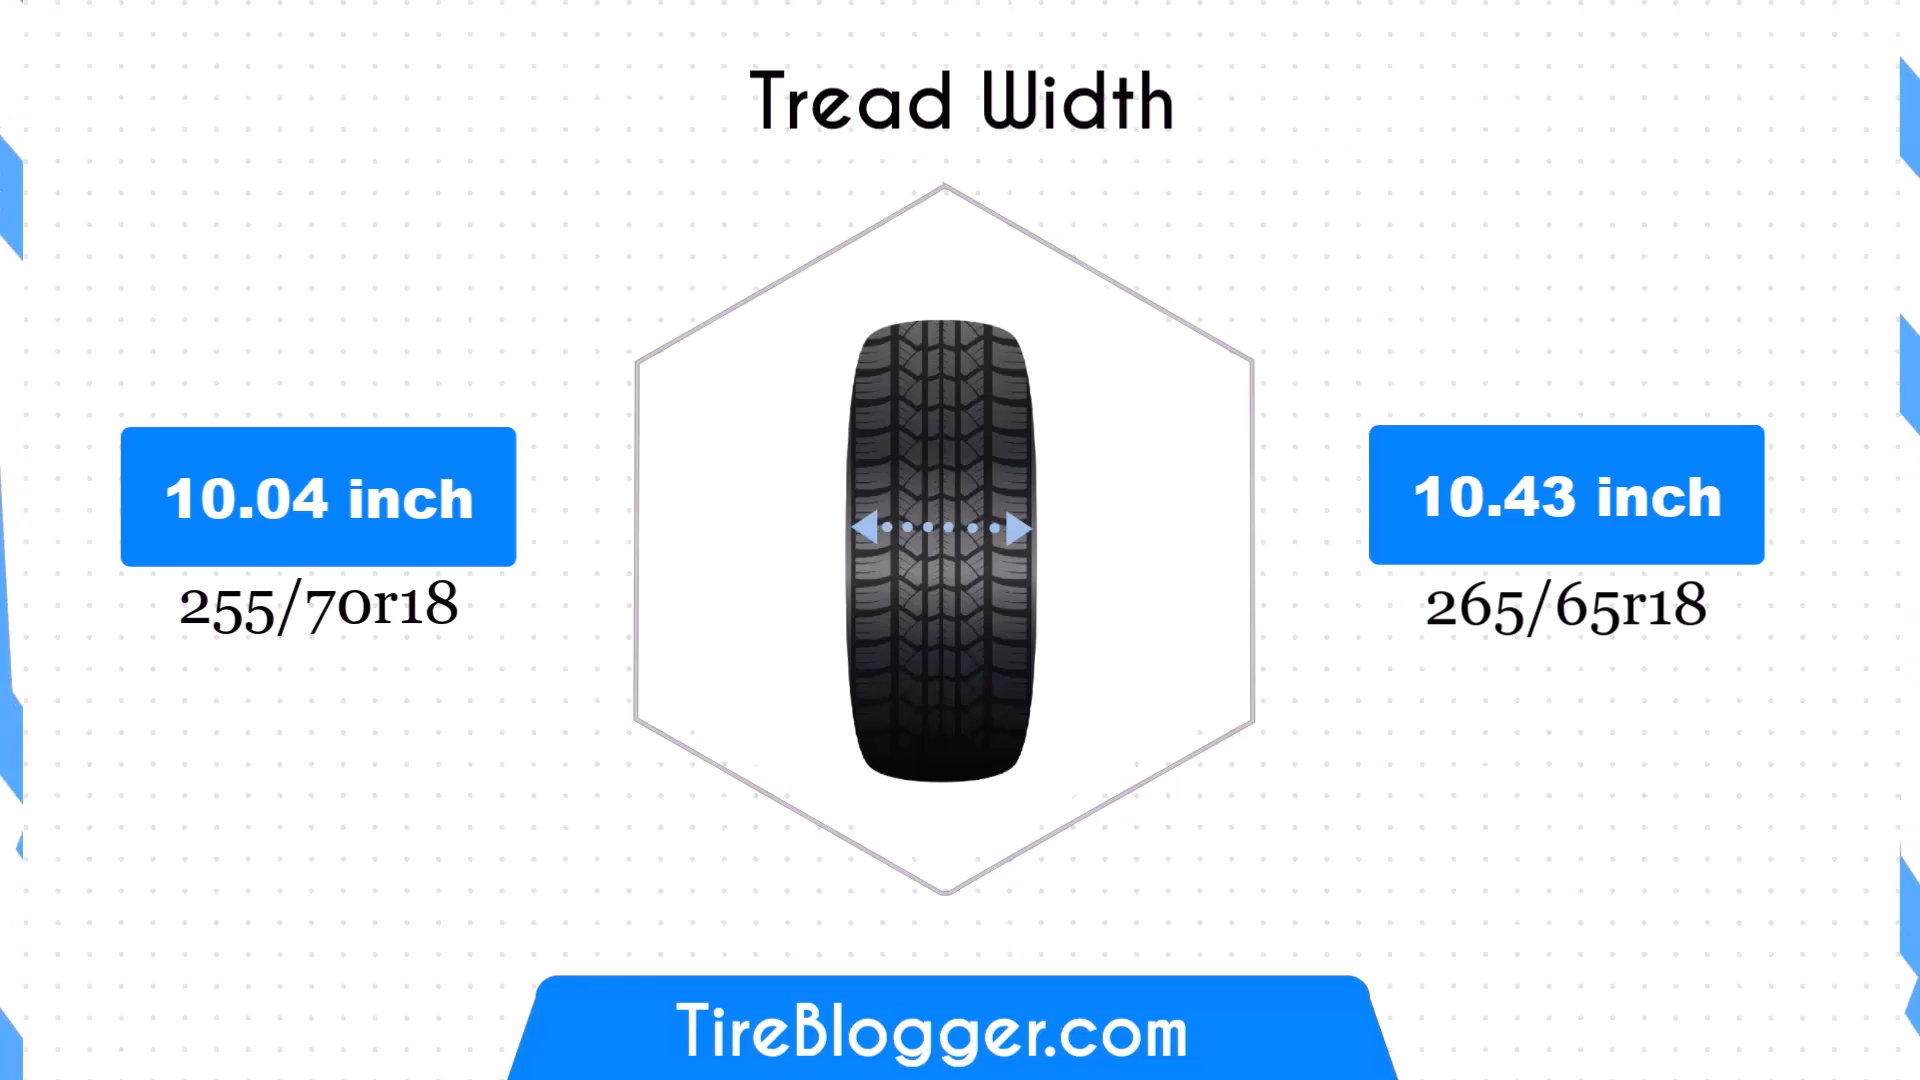 Tread Width
10.04 inch
255/70r18
10.43 inch
265/65r18
TireBlogger.com